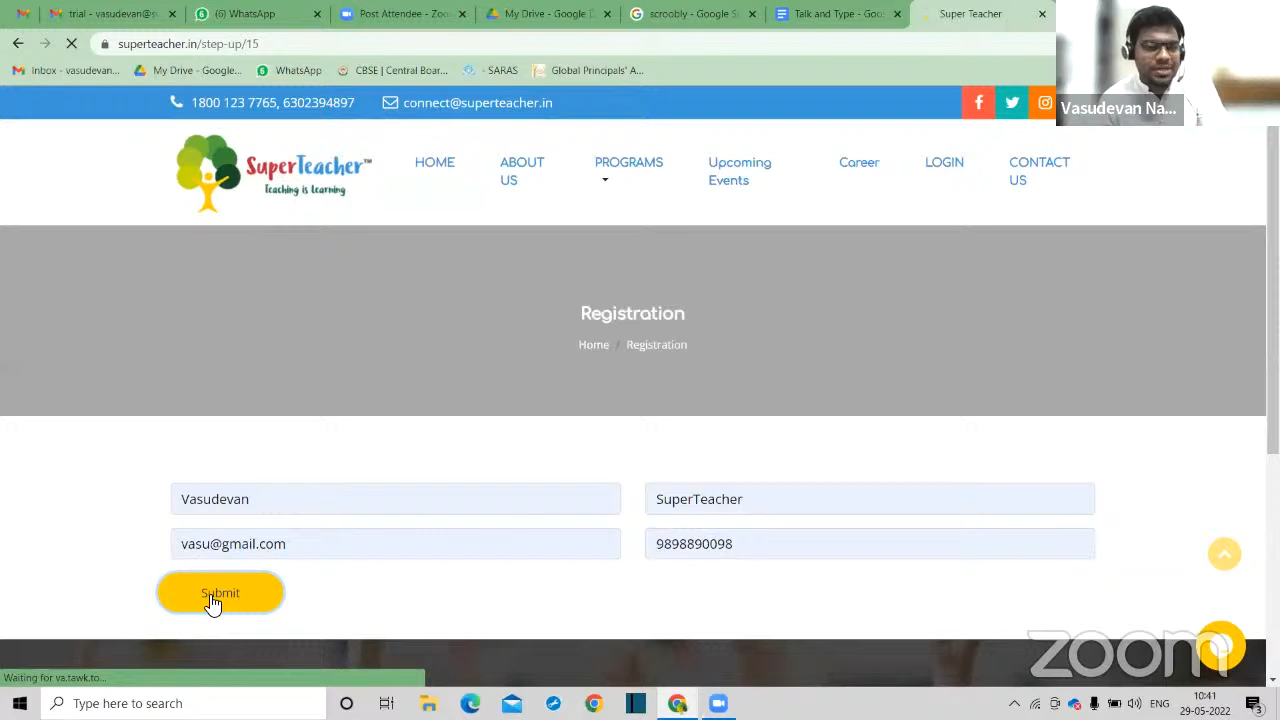 trial - vasudevan@s
(5) WhatsApp
Post Attendee - Zoom
My Drive - Google D
scroobly - Google S
Talk and Type - Goo
Super Teacher
superteacher.in/step-up/15
Inbox - vasudevan...
My Drive - Google...
WhatsApp
CBSE | Central Boar...
- SARAS
Global Principals' A...
1800 123 7765, 6302394897
connect@superteacher.in
Vasudevan Na...
SuperTeacher™
Teaching is Learning
HOME
ABOUT US
PROGRAMS
Upcoming Events
Career
LOGIN
CONTACT US
Registration
Home / Registration
Vasudevan
SuperTeacher
vasu@gmail.com
9898890098
Submit
zoom
Waiting for va.tawk.to...
Type here to search
ENG
10:41
29-05-2022
3